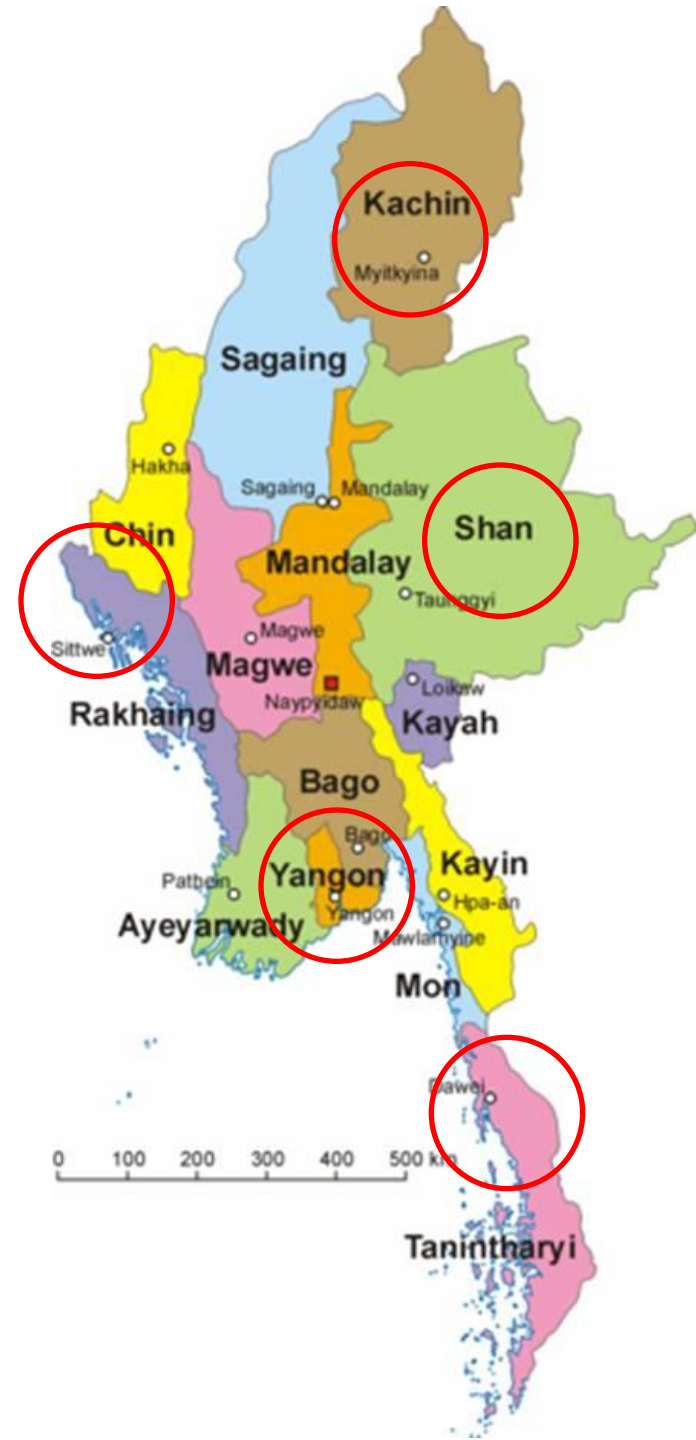 Kachin
Myitkyina
Sagaing
Hakha
Sagaing
Mandalay
Chin
Shan
Mandalay
Taunggyi
Sittwe
Magwe
Magwe
Loikaw
Naypyidaw
Rakhaing
Kayah
Bago
Bago
Kayin
Yangon
Pathein
Hpa-an
Yangon
Ayeyarwady
Mawlamyine
Mon
Dawei
0 100 200 300 400 500 km
Tanintharyi